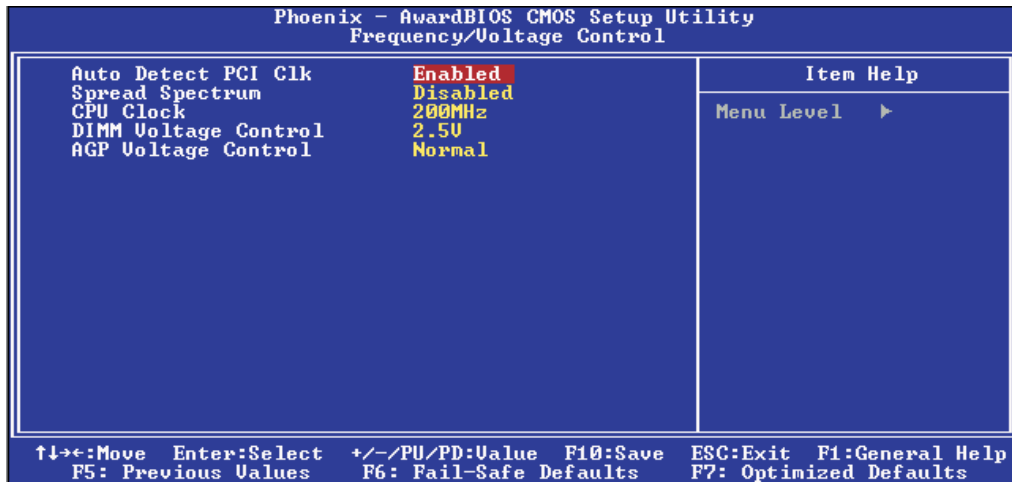 Phoenix - AwardBIOS CMOS Setup Utility
Frequency/Voltage Control
Auto Detect PCI Clk Enabled
Spread Spectrum Disabled
CPU Clock 200MHz
DIMM Voltage Control 2.5V
AGP Voltage Control Normal
Item Help
Menu Level ►
↑↓→←:Move Enter:Select +/-/PU/PD:Value F10:Save ESC:Exit F1:General Help
F5: Previous Values F6: Fail-Safe Defaults F7: Optimized Defaults